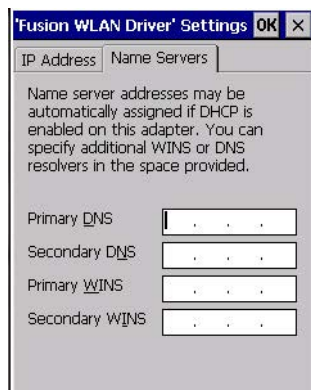 'Fusion WLAN Driver' Settings OK ×
IP Address Name Servers
Name server addresses may be
automatically assigned if DHCP is
enabled on this adapter. You can
specify additional WINS or DNS
resolvers in the space provided.
Primary DNS . . .
Secondary DNS . . .
Primary WINS . . .
Secondary WINS . . .